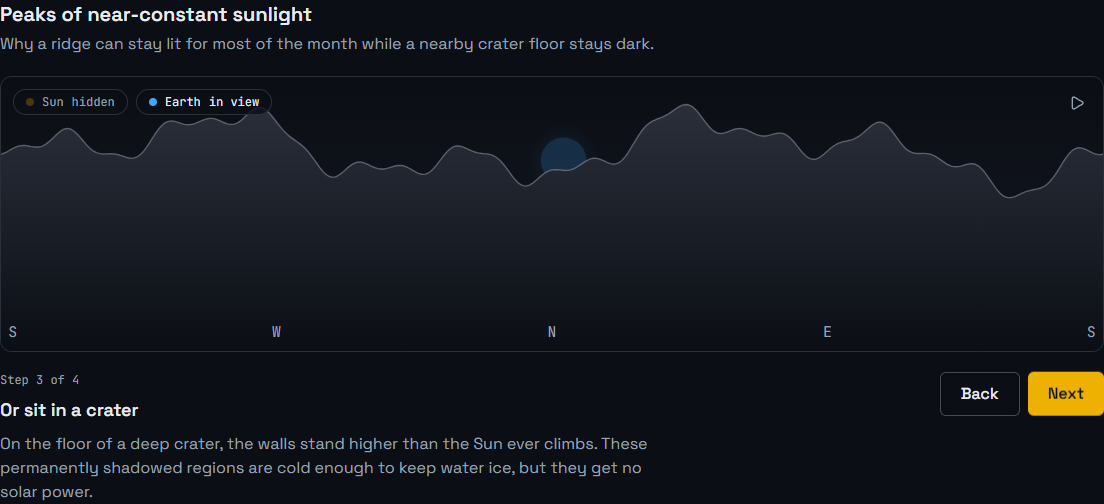 Peaks of near-constant sunlight
Why a ridge can stay lit for most of the month while a nearby crater floor stays dark.
Sun hidden
Earth in view
S
W
N
E
S
Step 3 of 4
Back
Next
Or sit in a crater
On the floor of a deep crater, the walls stand higher than the Sun ever climbs. These
permanently shadowed regions are cold enough to keep water ice, but they get no
solar power.